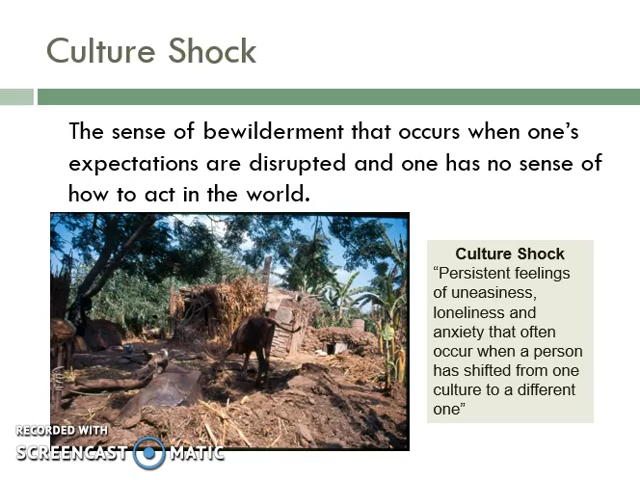 Culture Shock
The sense of bewilderment that occurs when one's
expectations are disrupted and one has no sense of
how to act in the world.
Culture Shock
"Persistent feelings
of uneasiness,
loneliness and
anxiety that often
occur when a person
has shifted from one
culture to a different
one"
RECORDED WITH
SCREENCAST MATIC